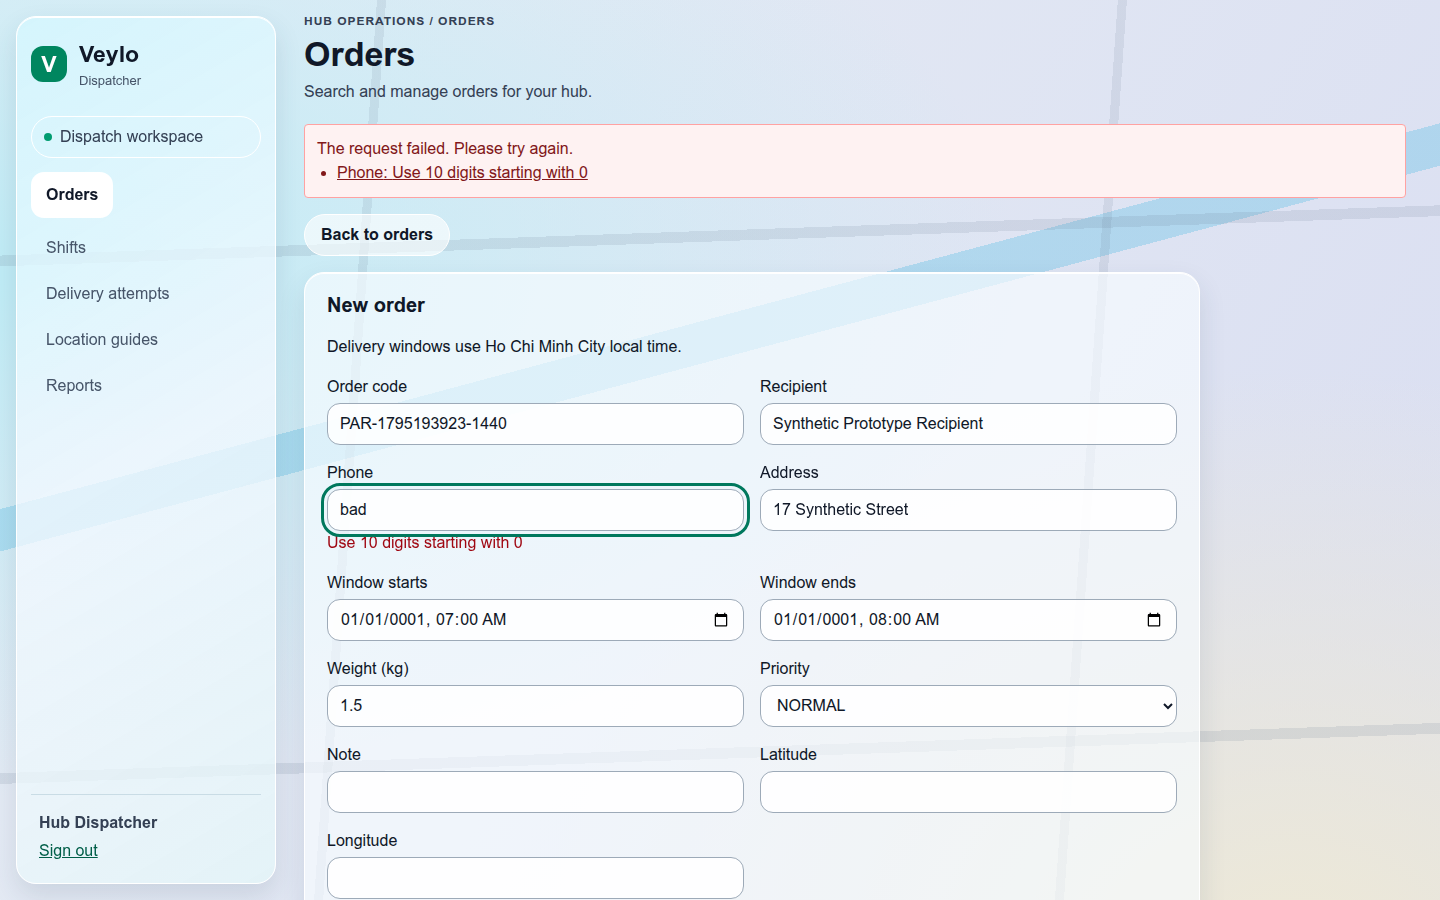 V
Veylo
Dispatcher
Dispatch workspace
Orders
Shifts
Delivery attempts
Location guides
Reports
Hub Dispatcher
Sign out
HUB OPERATIONS / ORDERS
Orders
Search and manage orders for your hub.
The request failed. Please try again.
Phone: Use 10 digits starting with 0
Back to orders
New order
Delivery windows use Ho Chi Minh City local time.
Order code
PAR-1795193923-1440
Recipient
Synthetic Prototype Recipient
Phone
bad
Use 10 digits starting with 0
Address
17 Synthetic Street
Window starts
01/01/0001, 07:00 AM
Window ends
01/01/0001, 08:00 AM
Weight (kg)
1.5
Priority
NORMAL
Note
Latitude
Longitude